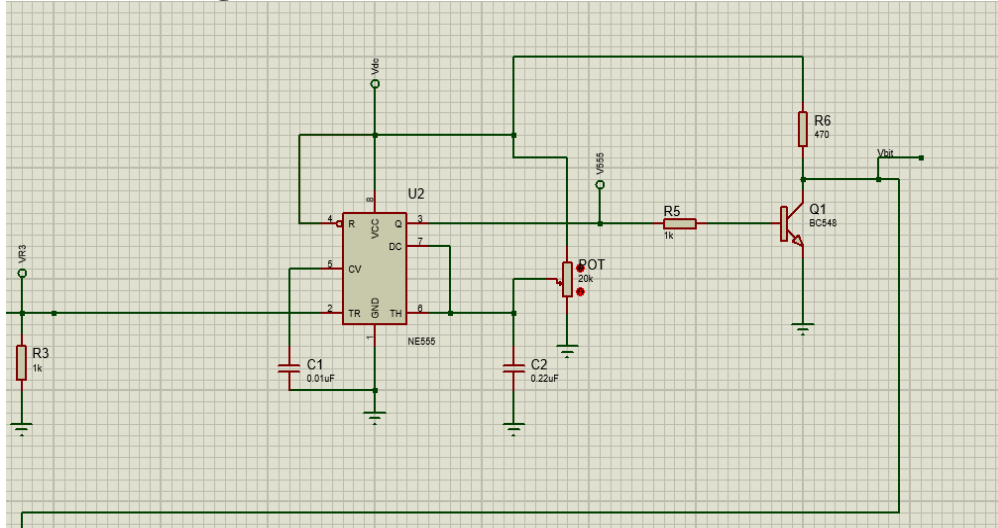 Vdc
R6
470
Vbit
V555
U2
4
R
8
VCC
Q
3
R5
1k
Q1
BC548
DC
7
VR3
5
CV
POT
20k
2
TR
GND
TH
6
1
NE555
R3
1k
C1
0.01uF
C2
0.22uF